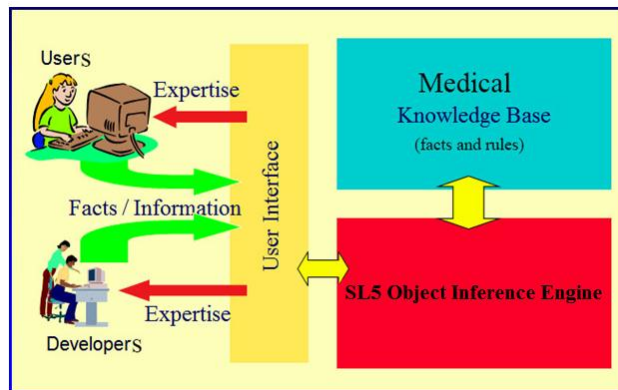 Users
Expertise
Facts / Information
Expertise
Developers
User Interface
Medical
Knowledge Base
(facts and rules)
SL5 Object Inference Engine